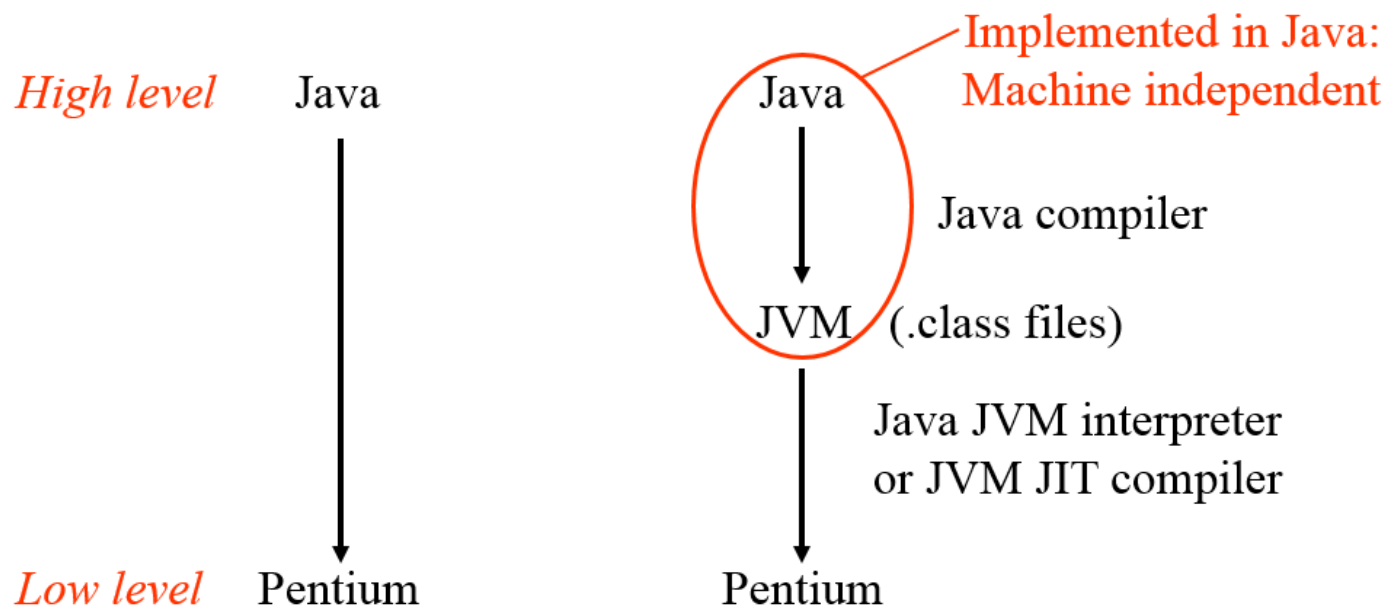 Implemented in Java:
High level Java Java Machine independent
Java compiler
JVM (.class files)
Java JVM interpreter
or JVM JIT compiler
Low level Pentium Pentium